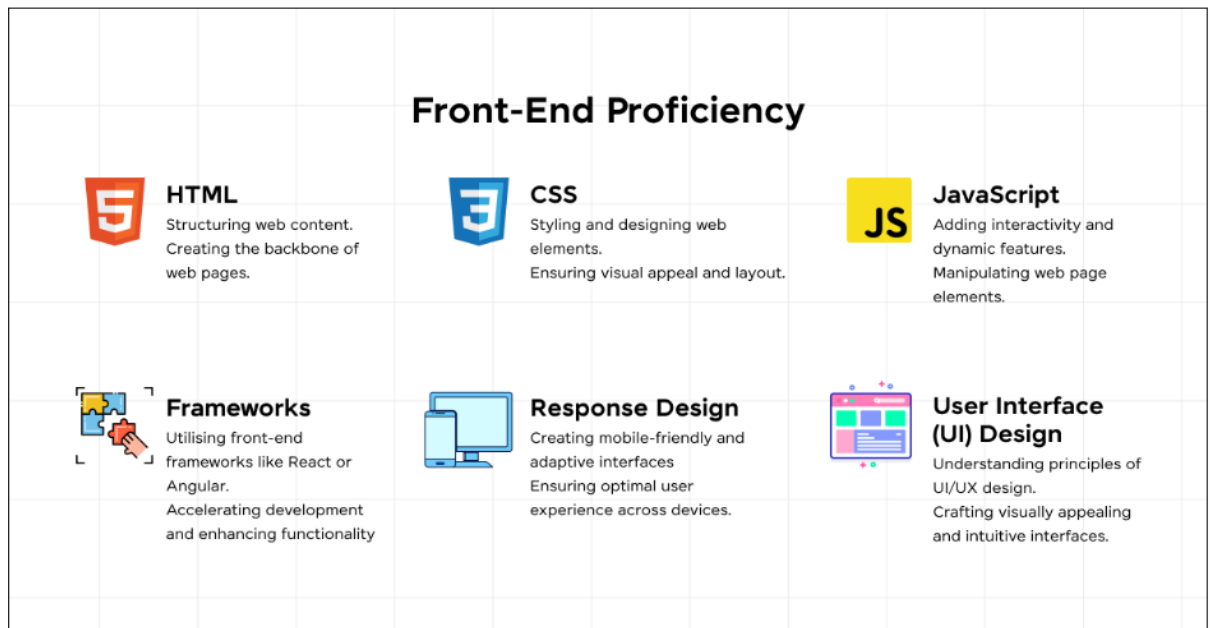 Front-End Proficiency
HTML
Structuring web content.
Creating the backbone of
web pages.
CSS
Styling and designing web
elements.
Ensuring visual appeal and layout.
JS
JavaScript
Adding interactivity and
dynamic features.
Manipulating web page
elements.
Frameworks
Utilising front-end
frameworks like React or
Angular.
Accelerating development
and enhancing functionality
Response Design
Creating mobile-friendly and
adaptive interfaces
Ensuring optimal user
experience across devices.
User Interface
(UI) Design
Understanding principles of
UI/UX design.
Crafting visually appealing
and intuitive interfaces.